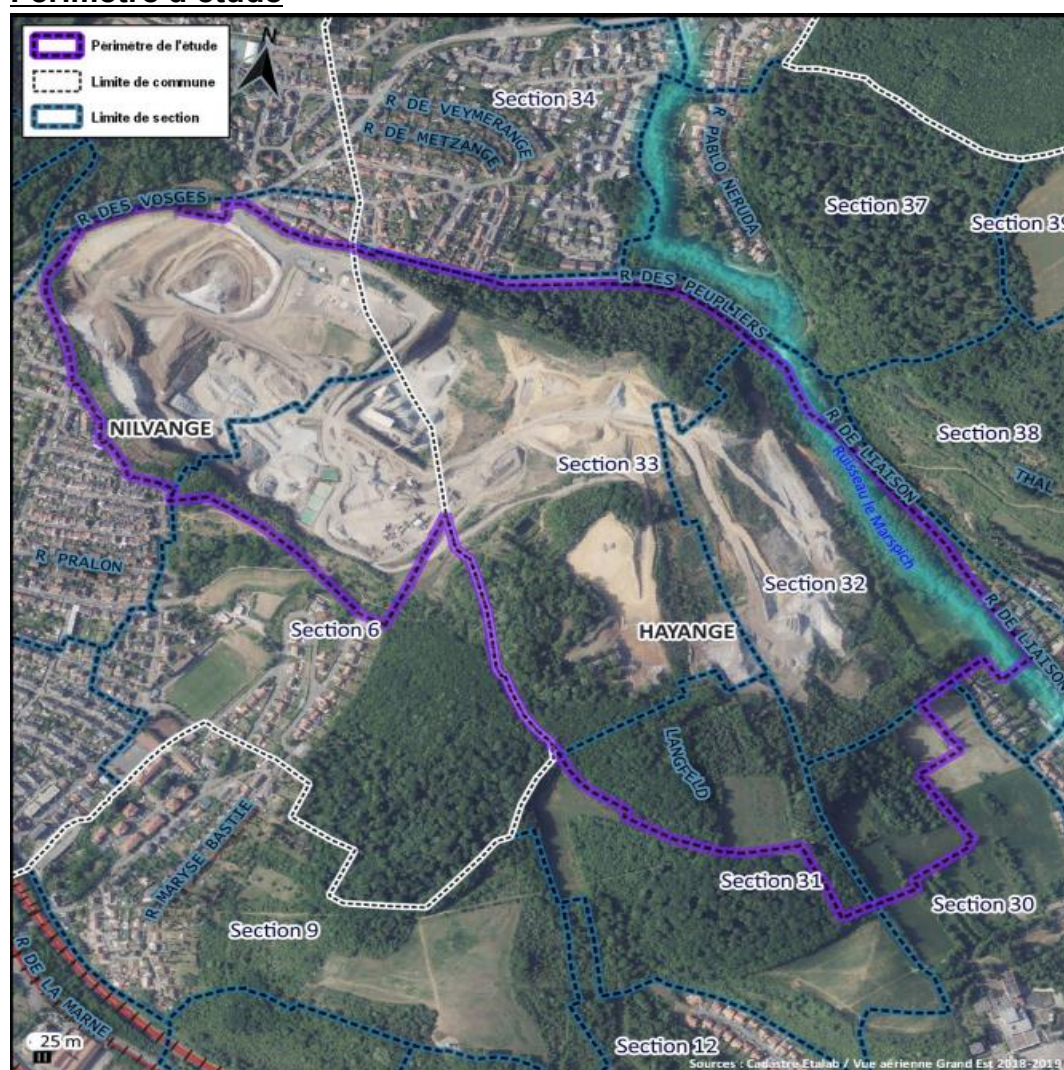 Périmètre d'étude
Périmètre de l'étude
Limite de commune
Limite de section
N
Section 34
R DE VEYMERANGE
R DE METZANGE
R PABLO NERUDA
R DES VOSGES
Section 37
Section 39
R DES PEUPLIERS
NILVANGE
Section 33
R DE LIAISON
Section 38
THAL
Ruisseau le Marspich
R PRALON
Section 32
Section 6
HAYANGE
R DE LIAISON
LANGFELD
R MARYSE BASTIE
Section 31
Section 30
Section 9
R DE LA MARNE
25 m
Section 12
Sources : Cadastre Etalab / Vue aérienne Grand Est 2018-2019